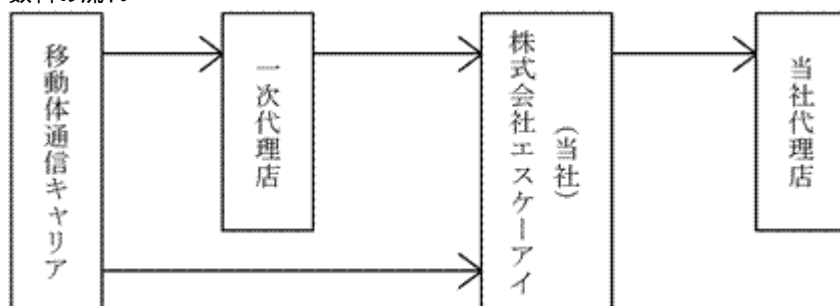 数料の流れ
移動体通信キャリア
一次代理店
株式会社エスケーアイ
（当社）
当社代理店